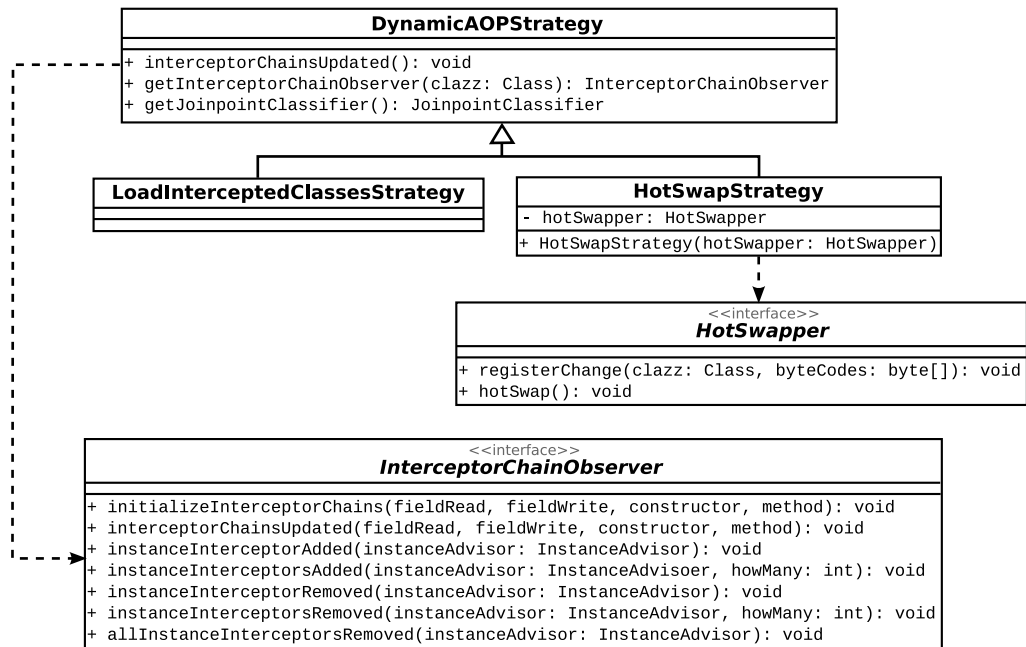 DynamicAOPStrategy
+ interceptorChainsUpdated(): void
+ getInterceptorChainObserver(clazz: Class): InterceptorChainObserver
+ getJoinpointClassifier(): JoinpointClassifier
LoadInterceptedClassesStrategy
HotSwapStrategy
- hotSwapper: HotSwapper
+ HotSwapStrategy(hotSwapper: HotSwapper)
<<interface>>
HotSwapper
+ registerChange(clazz: Class, byteCodes: byte[]): void
+ hotSwap(): void
<<interface>>
InterceptorChainObserver
+ initializeInterceptorChains(fieldRead, fieldWrite, constructor, method): void
+ interceptorChainsUpdated(fieldRead, fieldWrite, constructor, method): void
+ instanceInterceptorAdded(instanceAdvisor: InstanceAdvisor): void
+ instanceInterceptorsAdded(instanceAdvisor: InstanceAdvisoer, howMany: int): void
+ instanceInterceptorRemoved(instanceAdvisor: InstanceAdvisor): void
+ instanceInterceptorsRemoved(instanceAdvisor: InstanceAdvisor, howMany: int): void
+ allInstanceInterceptorsRemoved(instanceAdvisor: InstanceAdvisor): void